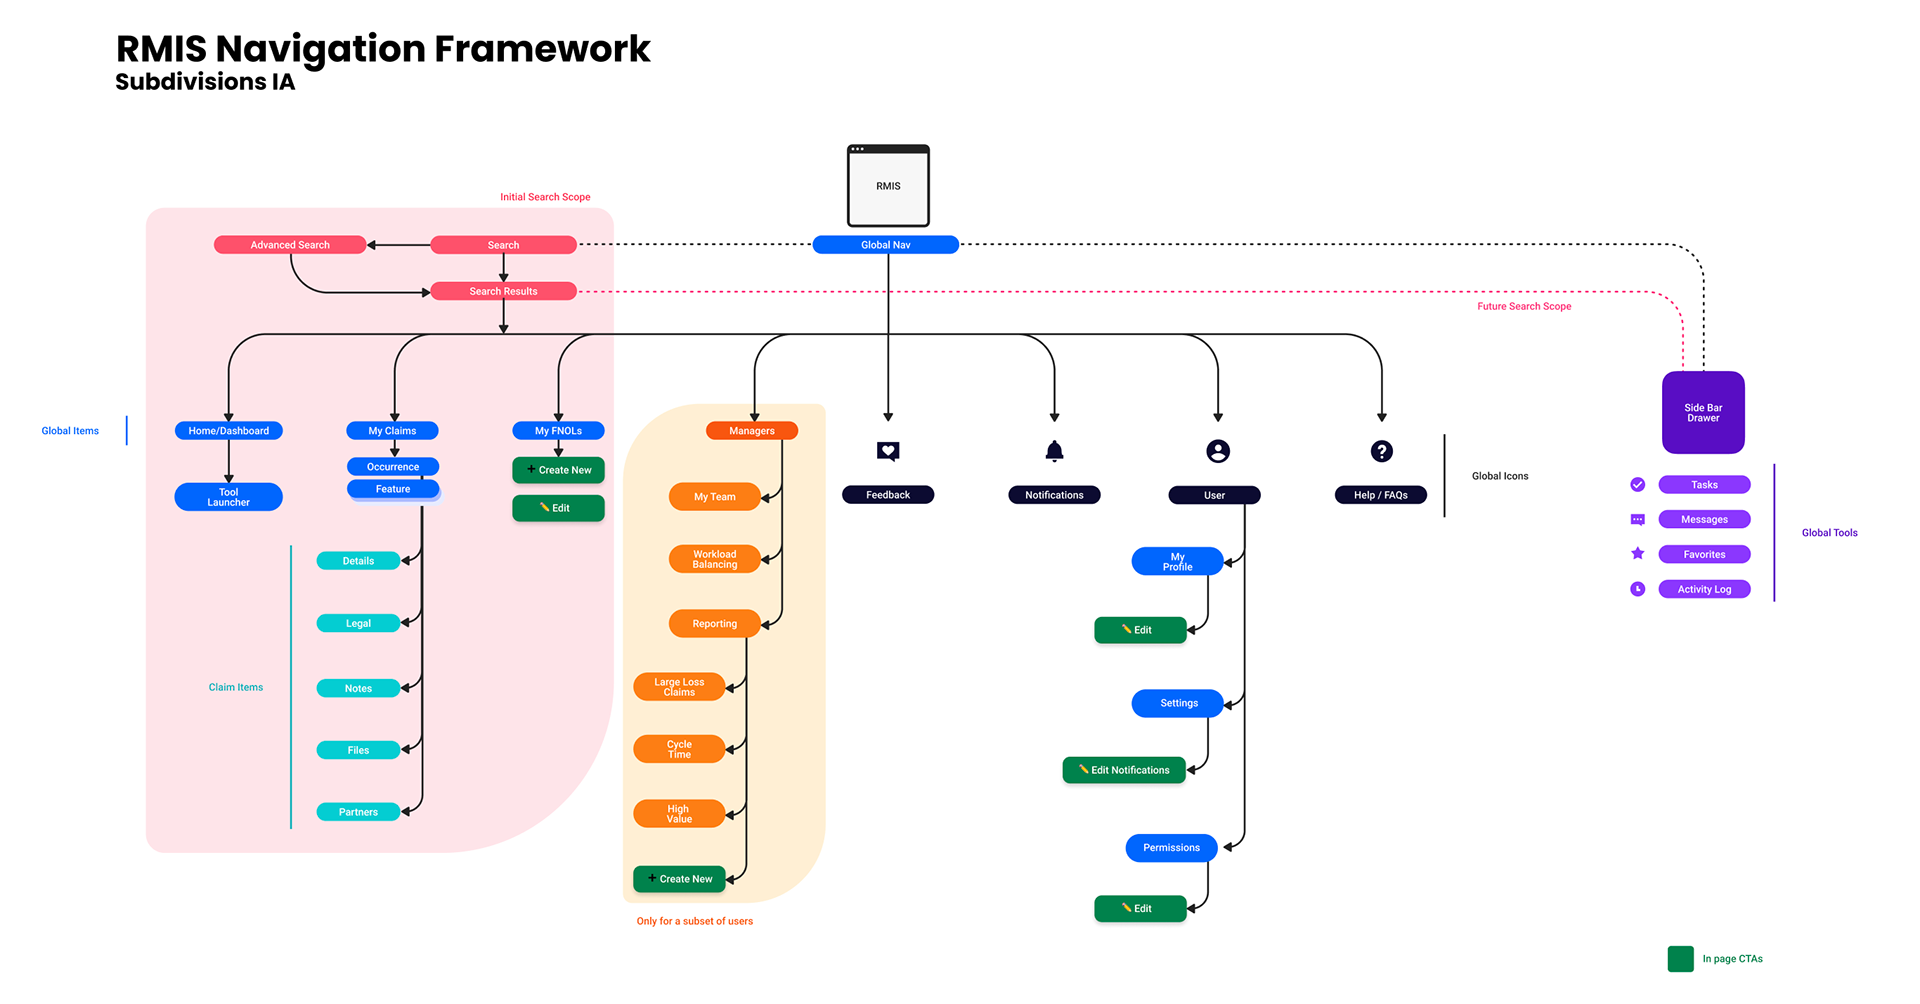 RMIS Navigation Framework
Subdivisions IA
RMIS
Initial Search Scope
Advanced Search
Search
Global Nav
Search Results
Future Search Scope
Global Items
Home/Dashboard
My Claims
My FNOLs
Managers
Side Bar
Drawer
Occurrence
Feature
Tool
Launcher
+ Create New
Edit
My Team
Feedback
Notifications
User
Help / FAQs
Global Icons
Tasks
Messages
Favorites
Activity Log
Global Tools
Details
Legal
Notes
Files
Partners
Claim Items
Workload
Balancing
Reporting
Large Loss
Claims
Cycle
Time
High
Value
+ Create New
Only for a subset of users
My
Profile
Edit
Settings
Edit Notifications
Permissions
Edit
In page CTAs